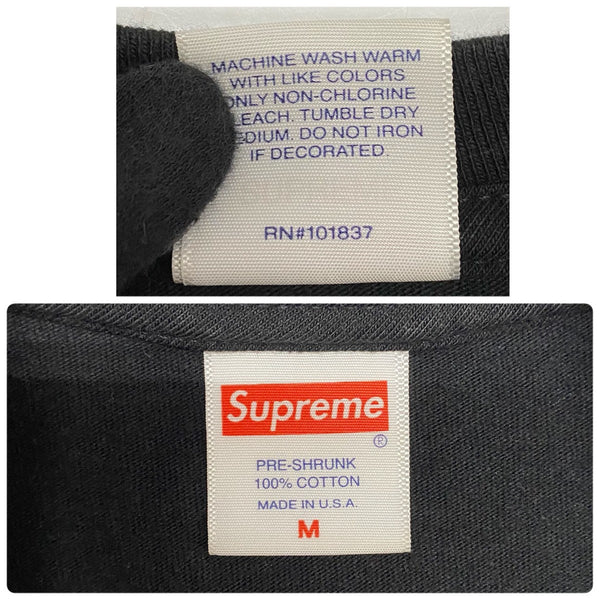 MACHINE WASH WARM
WITH LIKE COLORS
ONLY NON-CHLORINE
LEACH. TUMBLE DRY
EDIUM. DO NOT IRON
IF DECORATED.
RN#101837
Supreme
®
PRE-SHRUNK
100% COTTON
MADE IN U.S.A.
M